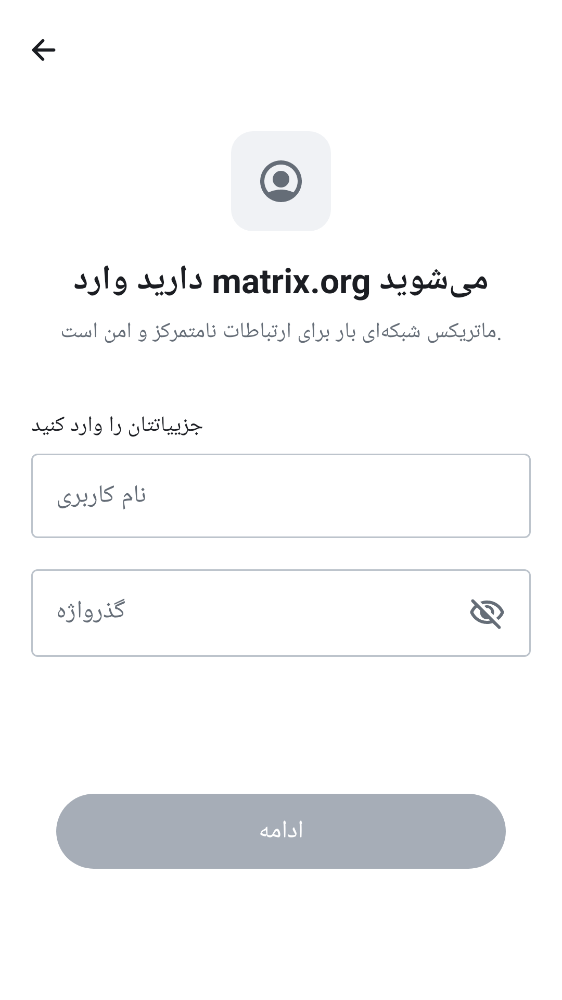 دارید وارد matrix.org می‌شوید
ماتریکس شبکه‌ای بار برای ارتباطات نامتمرکز و امن است.
جزییاتتان را وارد کنید
نام کاربری
گذرواژه
ادامه